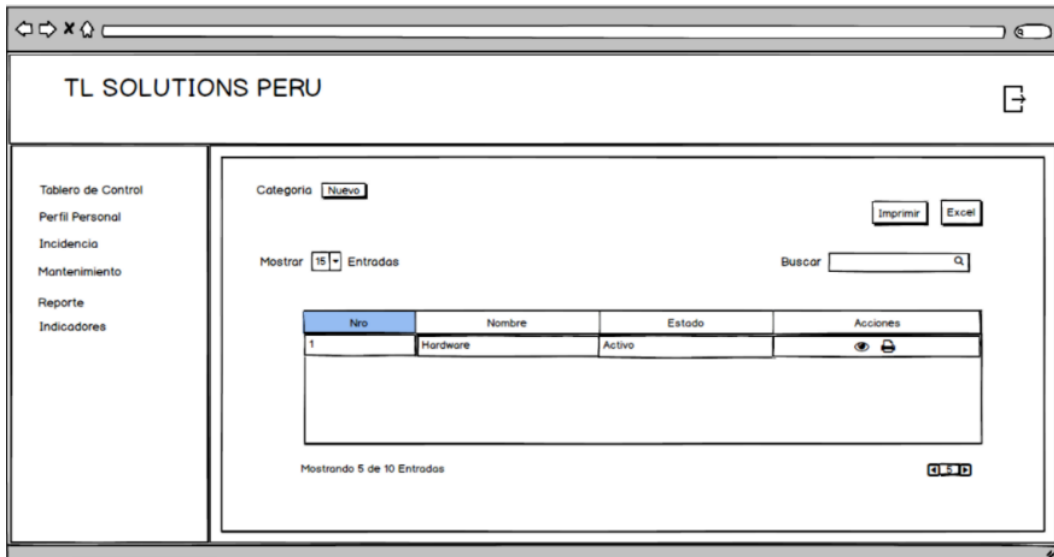 TL SOLUTIONS PERU
Tablero de Control
Perfil Personal
Incidencia
Mantenimiento
Reporte
Indicadores
Categoria Nuevo
Imprimir Excel
Mostrar 15 Entradas
Buscar
Nro Nombre Estado Acciones
1 Hardware Activo
Mostrando 5 de 10 Entradas
5